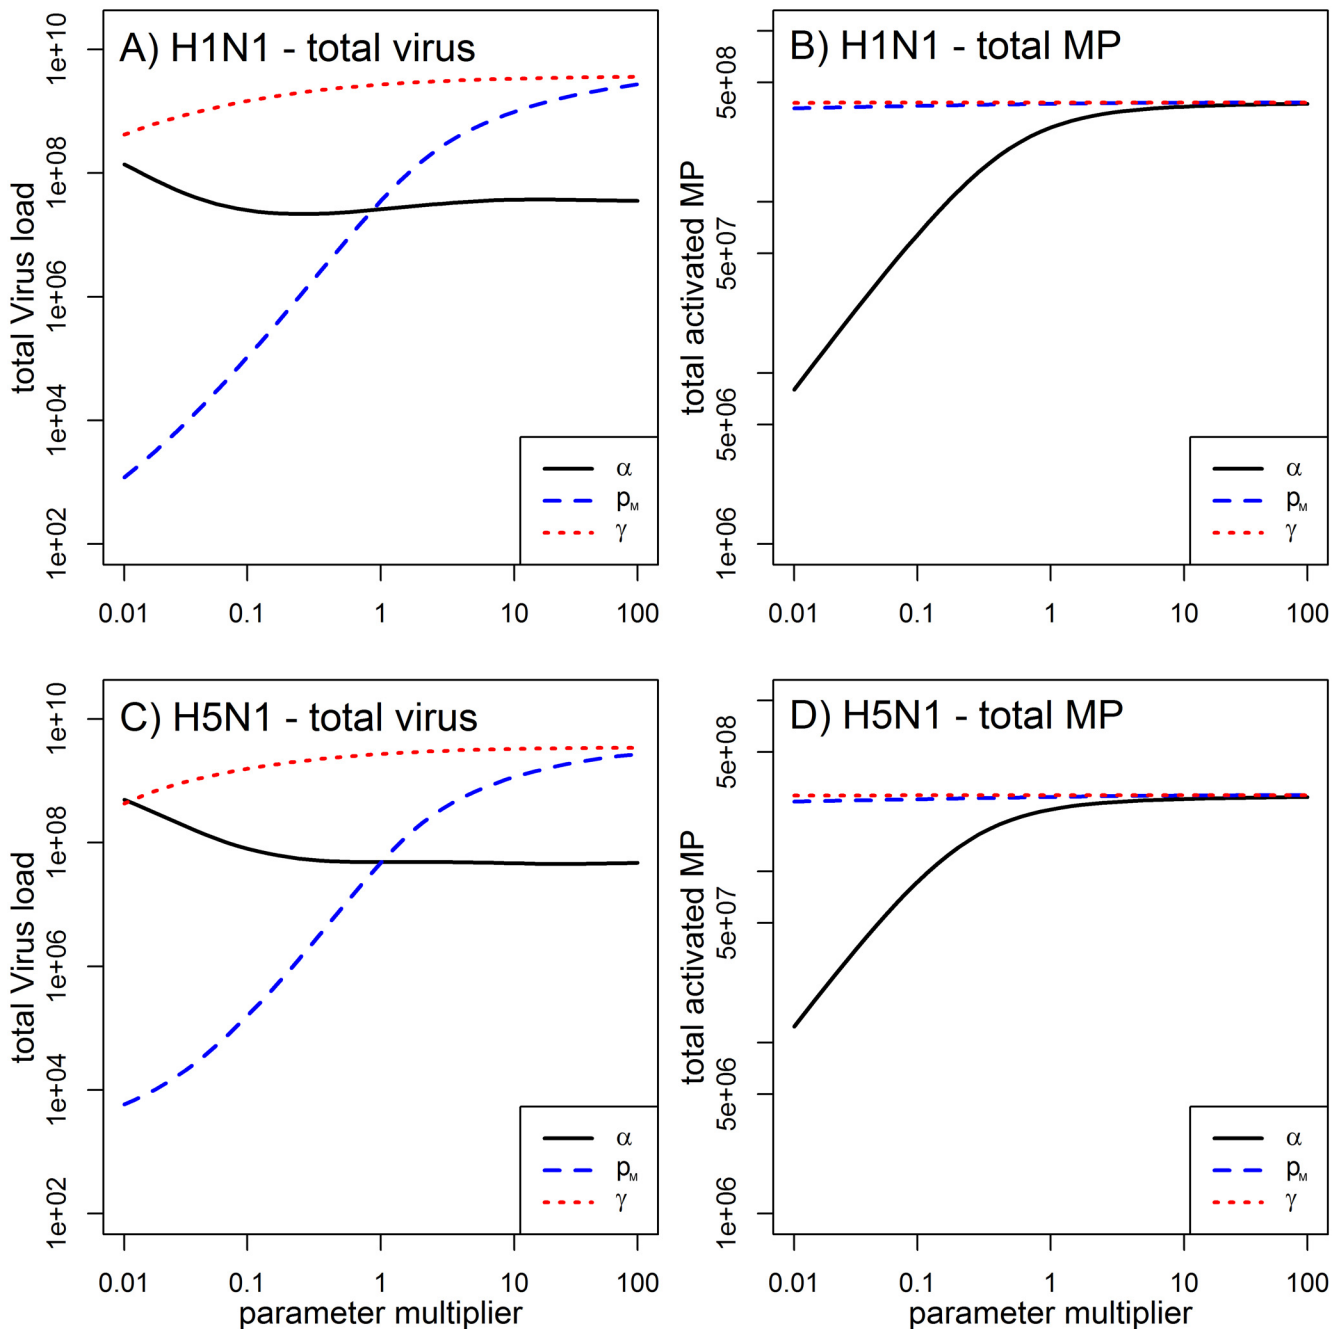 A) H1N1 - total virus
total Virus load
1e+10
1e+08
1e+06
1e+04
1e+02
0.01 0.1 1 10 100
α
pM
γ
B) H1N1 - total MP
total activated MP
5e+08
5e+07
5e+06
1e+06
0.01 0.1 1 10 100
α
pM
γ
C) H5N1 - total virus
total Virus load
1e+10
1e+08
1e+06
1e+04
1e+02
0.01 0.1 1 10 100
parameter multiplier
α
pM
γ
D) H5N1 - total MP
total activated MP
5e+08
5e+07
5e+06
1e+06
0.01 0.1 1 10 100
parameter multiplier
α
pM
γ